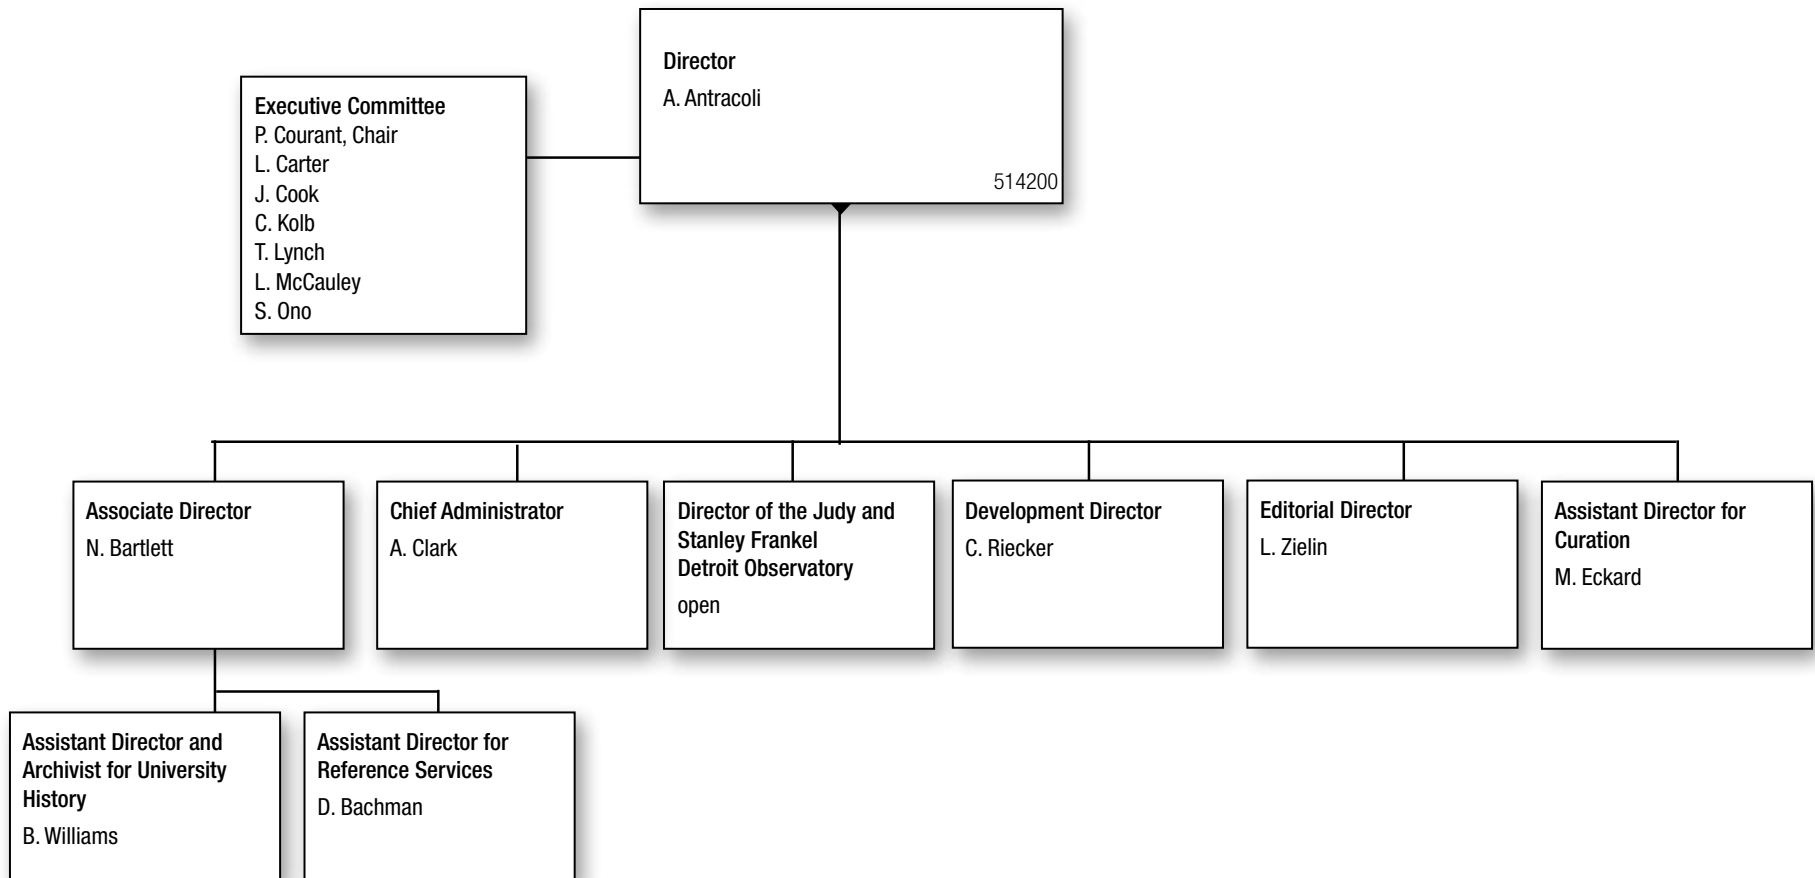 Director
A. Antracoli
514200
Executive Committee
P. Courant, Chair
L. Carter
J. Cook
C. Kolb
T. Lynch
L. McCauley
S. Ono
Associate Director
N. Bartlett
Chief Administrator
A. Clark
Director of the Judy and
Stanley Frankel
Detroit Observatory
open
Development Director
C. Riecker
Editorial Director
L. Zielin
Assistant Director for
Curation
M. Eckard
Assistant Director and
Archivist for University
History
B. Williams
Assistant Director for
Reference Services
D. Bachman